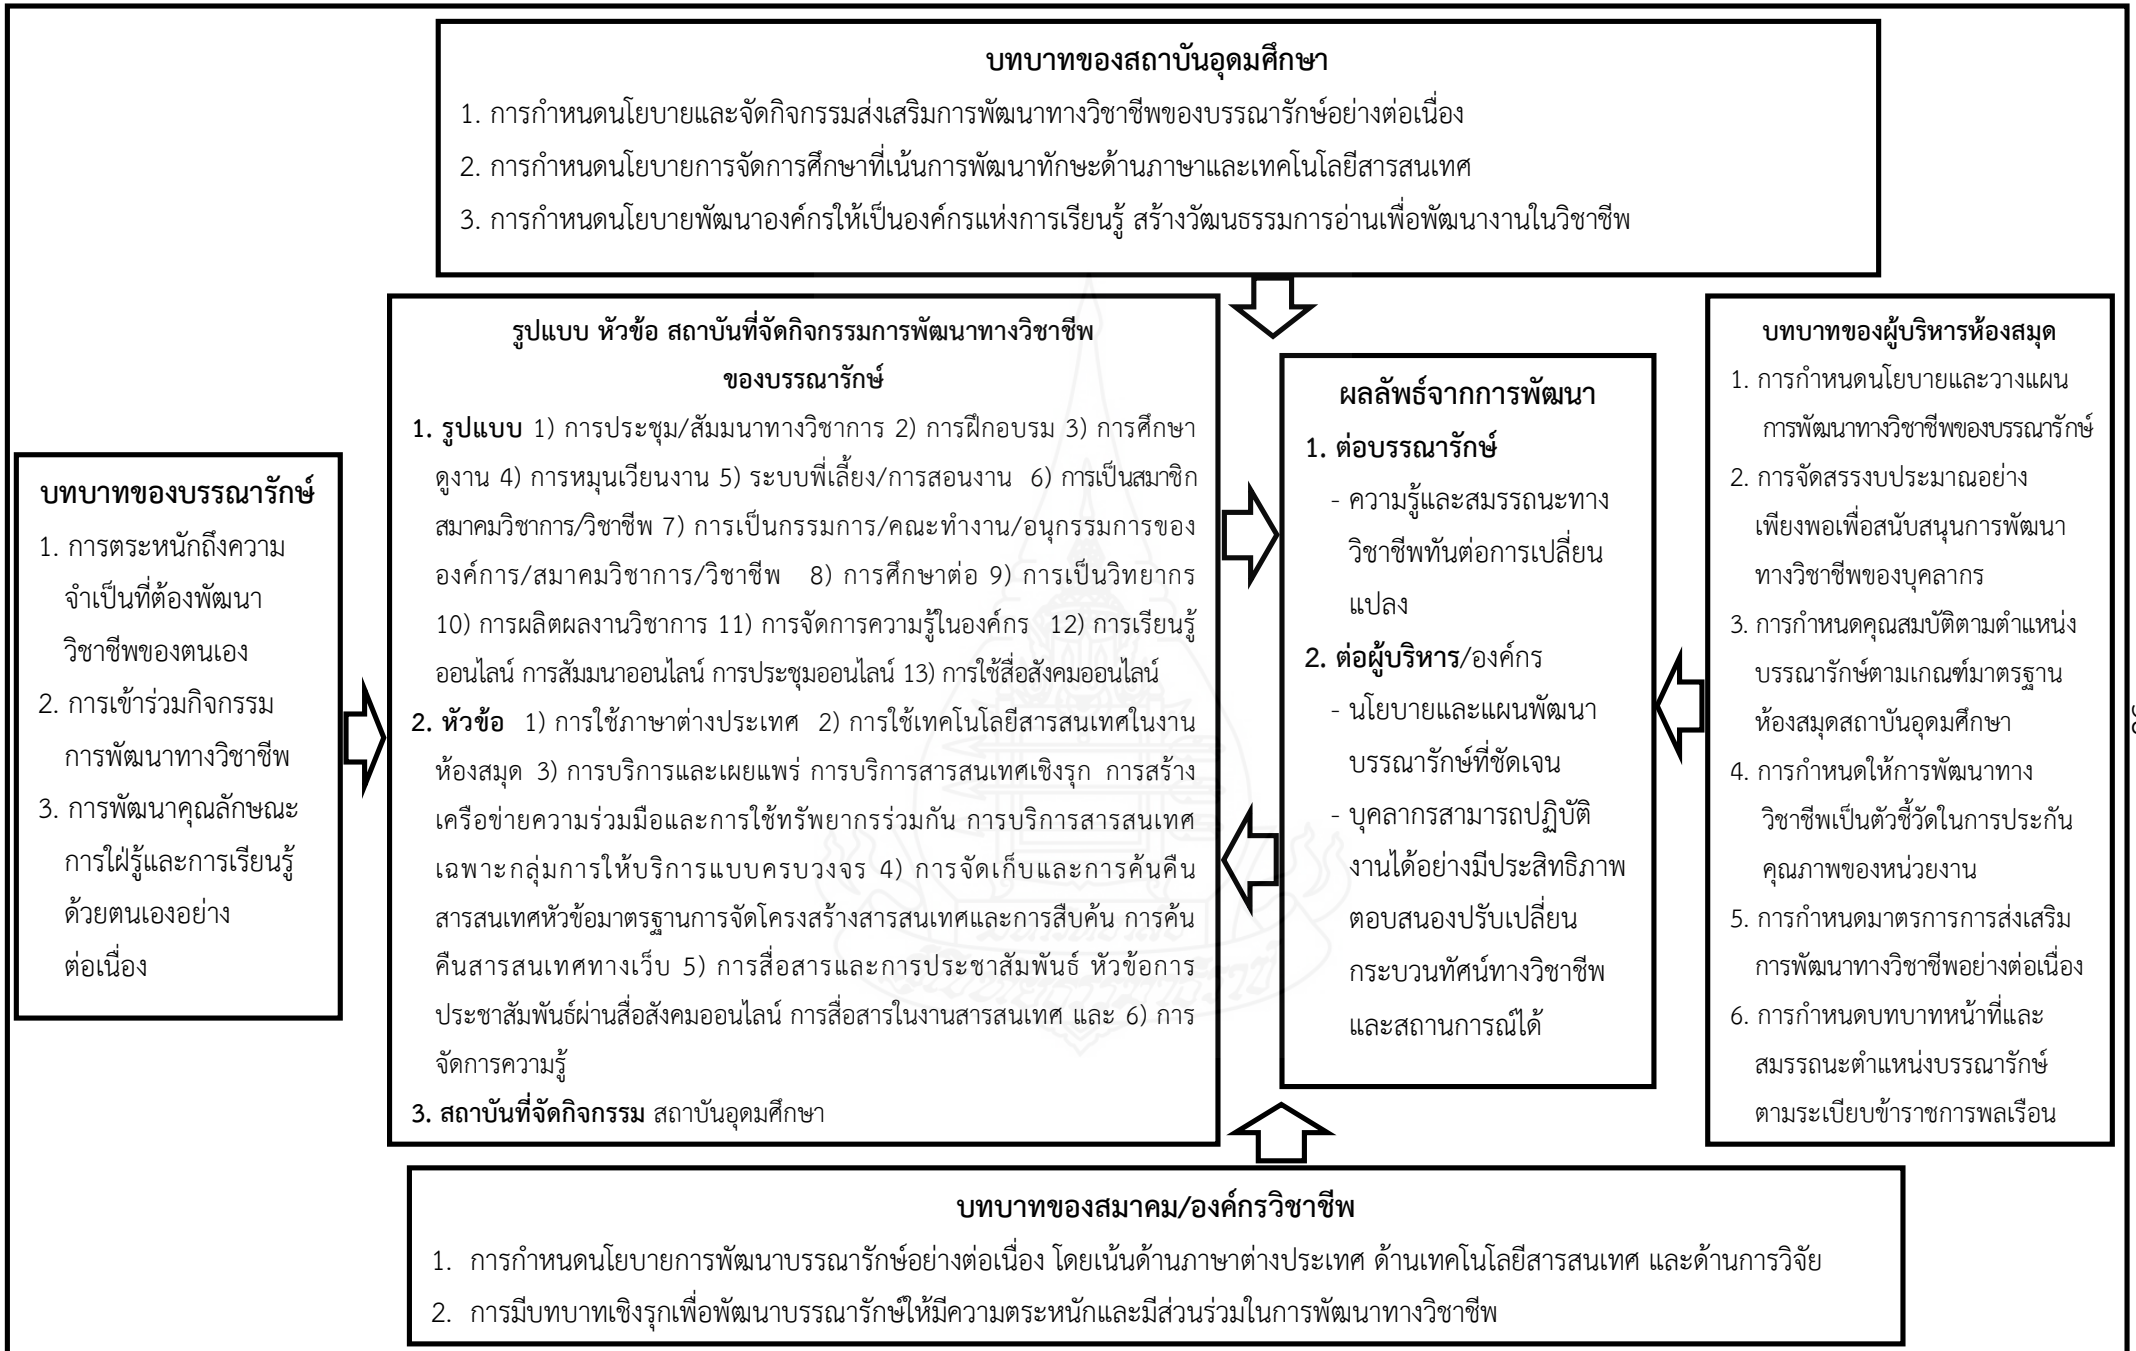 บทบาทของสถาบันอุดมศึกษา
1. การกำหนดนโยบายและจัดกิจกรรมส่งเสริมการพัฒนาทางวิชาชีพของบรรณารักษ์อย่างต่อเนื่อง
2. การกำหนดนโยบายการจัดการศึกษาที่เน้นการพัฒนาทักษะด้านภาษาและเทคโนโลยีสารสนเทศ
3. การกำหนดนโยบายพัฒนาองค์กรให้เป็นองค์กรแห่งการเรียนรู้ สร้างวัฒนธรรมการอ่านเพื่อพัฒนางานในวิชาชีพ
บทบาทของบรรณารักษ์
1. การตระหนักถึงความ
จำเป็นที่ต้องพัฒนา
วิชาชีพของตนเอง
2. การเข้าร่วมกิจกรรม
การพัฒนาทางวิชาชีพ
3. การพัฒนาคุณลักษณะ
การใฝ่รู้และการเรียนรู้
ด้วยตนเองอย่าง
ต่อเนื่อง
รูปแบบ หัวข้อ สถาบันที่จัดกิจกรรมการพัฒนาทางวิชาชีพ
ของบรรณารักษ์
1. รูปแบบ 1) การประชุม/สัมมนาทางวิชาการ 2) การฝึกอบรม 3) การศึกษา
ดูงาน 4) การหมุนเวียนงาน 5) ระบบพี่เลี้ยง/การสอนงาน 6) การเป็นสมาชิก
สมาคมวิชาการ/วิชาชีพ 7) การเป็นกรรมการ/คณะทำงาน/อนุกรรมการของ
องค์การ/สมาคมวิชาการ/วิชาชีพ 8) การศึกษาต่อ 9) การเป็นวิทยากร
10) การผลิตผลงานวิชาการ 11) การจัดการความรู้ในองค์กร 12) การเรียนรู้
ออนไลน์ การสัมมนาออนไลน์ การประชุมออนไลน์ 13) การใช้สื่อสังคมออนไลน์
2. หัวข้อ 1) การใช้ภาษาต่างประเทศ 2) การใช้เทคโนโลยีสารสนเทศในงาน
ห้องสมุด 3) การบริการและเผยแพร่ การบริการสารสนเทศเชิงรุก การสร้าง
เครือข่ายความร่วมมือและการใช้ทรัพยากรร่วมกัน การบริการสารสนเทศ
เฉพาะกลุ่มการให้บริการแบบครบวงจร 4) การจัดเก็บและการค้นคืน
สารสนเทศหัวข้อมาตรฐานการจัดโครงสร้างสารสนเทศและการสืบค้น การค้น
คืนสารสนเทศทางเว็บ 5) การสื่อสารและการประชาสัมพันธ์ หัวข้อการ
ประชาสัมพันธ์ผ่านสื่อสังคมออนไลน์ การสื่อสารในงานสารสนเทศ และ 6) การ
จัดการความรู้
3. สถาบันที่จัดกิจกรรม สถาบันอุดมศึกษา
ผลลัพธ์จากการพัฒนา
1. ต่อบรรณารักษ์
- ความรู้และสมรรถนะทาง
วิชาชีพทันต่อการเปลี่ยน
แปลง
2. ต่อผู้บริหาร/องค์กร
- นโยบายและแผนพัฒนา
บรรณารักษ์ที่ชัดเจน
- บุคลากรสามารถปฏิบัติ
งานได้อย่างมีประสิทธิภาพ
ตอบสนองปรับเปลี่ยน
กระบวนทัศน์ทางวิชาชีพ
และสถานการณ์ได้
บทบาทของผู้บริหารห้องสมุด
1. การกำหนดนโยบายและวางแผน
การพัฒนาทางวิชาชีพของบรรณารักษ์
2. การจัดสรรงบประมาณอย่าง
เพียงพอเพื่อสนับสนุนการพัฒนา
ทางวิชาชีพของบุคลากร
3. การกำหนดคุณสมบัติตามตำแหน่ง
บรรณารักษ์ตามเกณฑ์มาตรฐาน
ห้องสมุดสถาบันอุดมศึกษา
4. การกำหนดให้การพัฒนาทาง
วิชาชีพเป็นตัวชี้วัดในการประกัน
คุณภาพของหน่วยงาน
5. การกำหนดมาตรการการส่งเสริม
การพัฒนาทางวิชาชีพอย่างต่อเนื่อง
6. การกำหนดบทบาทหน้าที่และ
สมรรถนะตำแหน่งบรรณารักษ์
ตามระเบียบข้าราชการพลเรือน
บทบาทของสมาคม/องค์กรวิชาชีพ
1. การกำหนดนโยบายการพัฒนาบรรณารักษ์อย่างต่อเนื่อง โดยเน้นด้านภาษาต่างประเทศ ด้านเทคโนโลยีสารสนเทศ และด้านการวิจัย
2. การมีบทบาทเชิงรุกเพื่อพัฒนาบรรณารักษ์ให้มีความตระหนักและมีส่วนร่วมในการพัฒนาทางวิชาชีพ